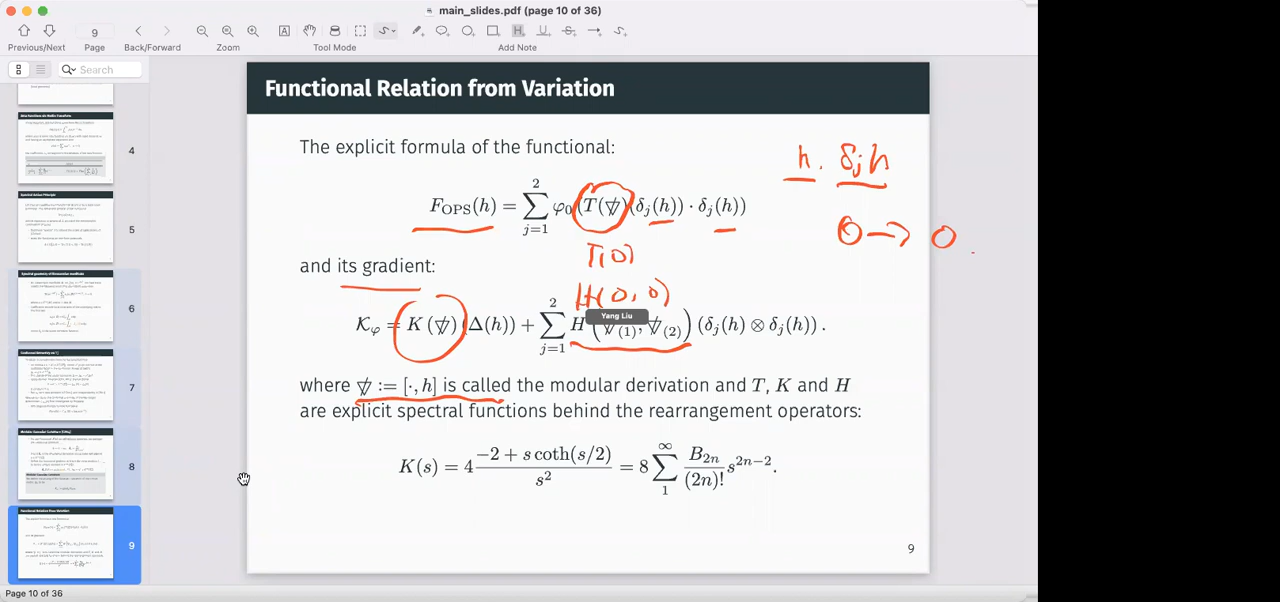 main_slides.pdf (page 10 of 36)
9
Previous/Next Page Back/Forward Zoom Tool Mode Add Note
Search
Functional Relation from Variation
The explicit formula of the functional:
h . δⱼh
F_OPS(h) = ∑_{j=1}^{2} φ₀(T(∇̸)(δⱼ(h)) · δⱼ(h))
0 → 0
T(0)
and its gradient:
H(0, 0)
Yang Liu
𝒦_φ = K(∇̸)(Δ(h)) + ∑_{j=1}^{2} H(∇̸₍₁₎, ∇̸₍₂₎)(δⱼ(h) ⊗ δⱼ(h)).
where ∇̸ := [·, h] is called the modular derivation and T, K and H
are explicit spectral functions behind the rearrangement operators:
K(s) = 4 (−2 + s coth(s/2))/s² = 8 ∑_{1}^{∞} B_{2n}/(2n)! s^{2n−2}.
9
4
5
6
7
8
9
Page 10 of 36